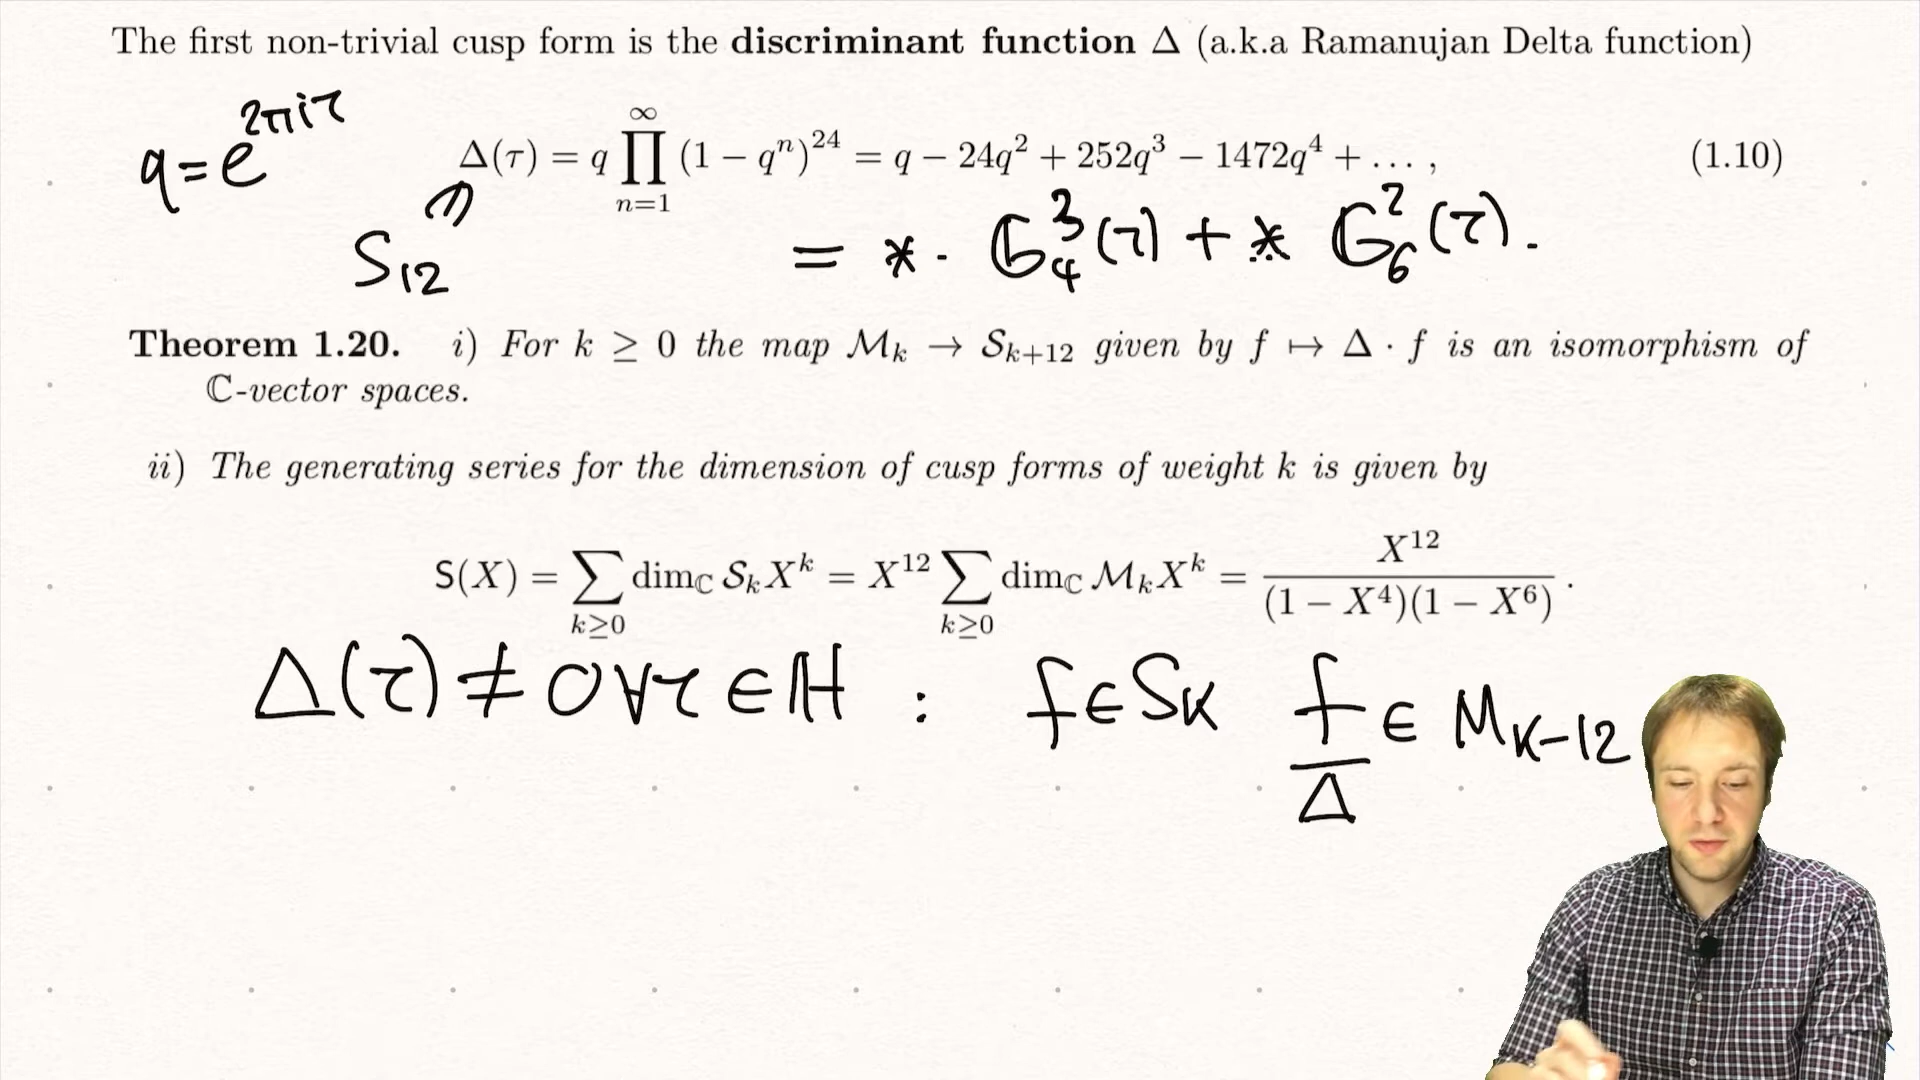 The first non-trivial cusp form is the discriminant function Δ (a.k.a Ramanujan Delta function)
q = e^{2πiτ}
Δ(τ) = q ∏_{n=1}^{∞} (1 − q^n)^{24} = q − 24q^2 + 252q^3 − 1472q^4 + … , (1.10)
S_{12}
= * · G_4^3(τ) + * G_6^2(τ).
Theorem 1.20. i) For k ≥ 0 the map M_k → S_{k+12} given by f ↦ Δ · f is an isomorphism of
ℂ-vector spaces.
ii) The generating series for the dimension of cusp forms of weight k is given by
S(X) = ∑_{k≥0} dim_ℂ S_k X^k = X^{12} ∑_{k≥0} dim_ℂ M_k X^k = X^{12} / (1 − X^4)(1 − X^6) .
Δ(τ) ≠ 0 ∀τ ∈ ℍ : f ∈ S_K f/Δ ∈ M_{K−12}